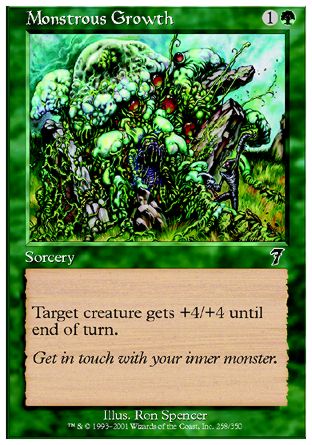 Monstrous Growth 1
Sorcery 7
Target creature gets +4/+4 until
end of turn.
Get in touch with your inner monster.
Illus. Ron Spencer
™ & © 1993–2001 Wizards of the Coast, Inc. 258/350